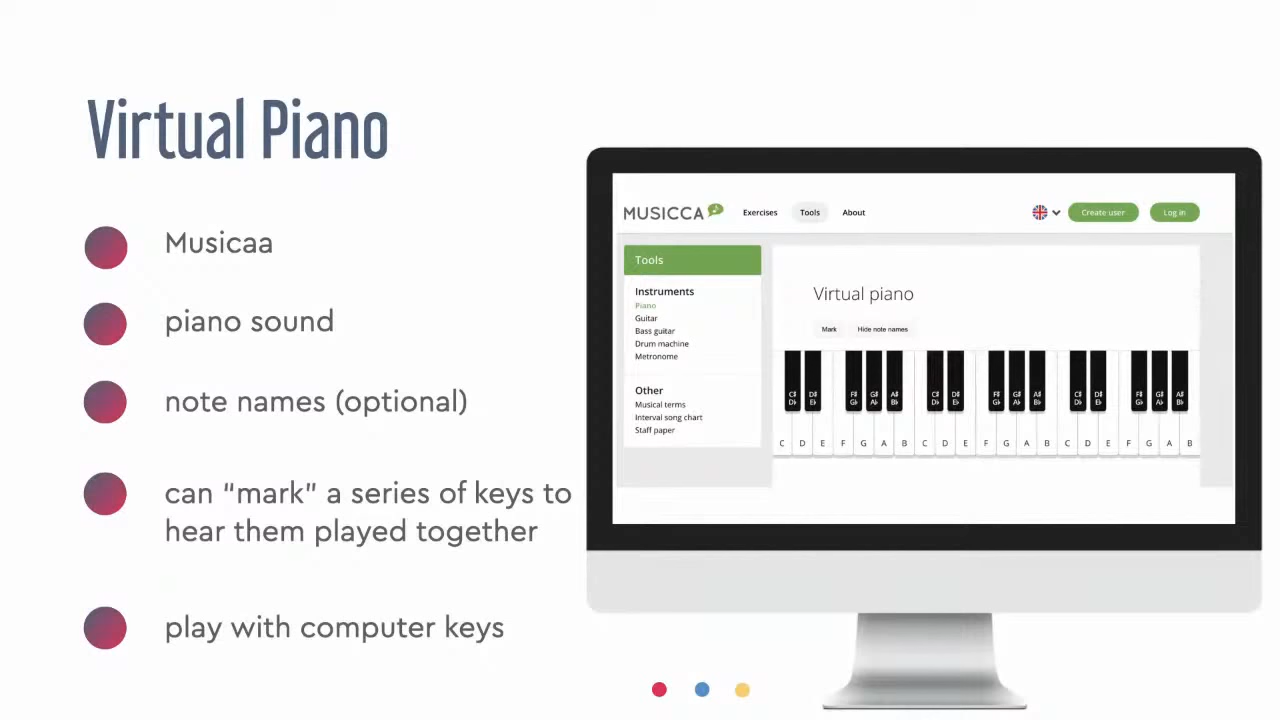 Virtual Piano
Musicaa
piano sound
note names (optional)
can “mark” a series of keys to
hear them played together
play with computer keys
MUSICCA Exercises Tools About Create user Log in
Tools
Instruments
Piano
Guitar
Bass guitar
Drum machine
Metronome
Other
Musical terms
Interval song chart
Staff paper
Virtual piano
Mark Hide note names
C# D# F# G# A# C# D# F# G# A# C# D# F# G# A#
D♭ E♭ G♭ A♭ B♭ D♭ E♭ G♭ A♭ B♭ D♭ E♭ G♭ A♭ B♭
C D E F G A B C D E F G A B C D E F G A B